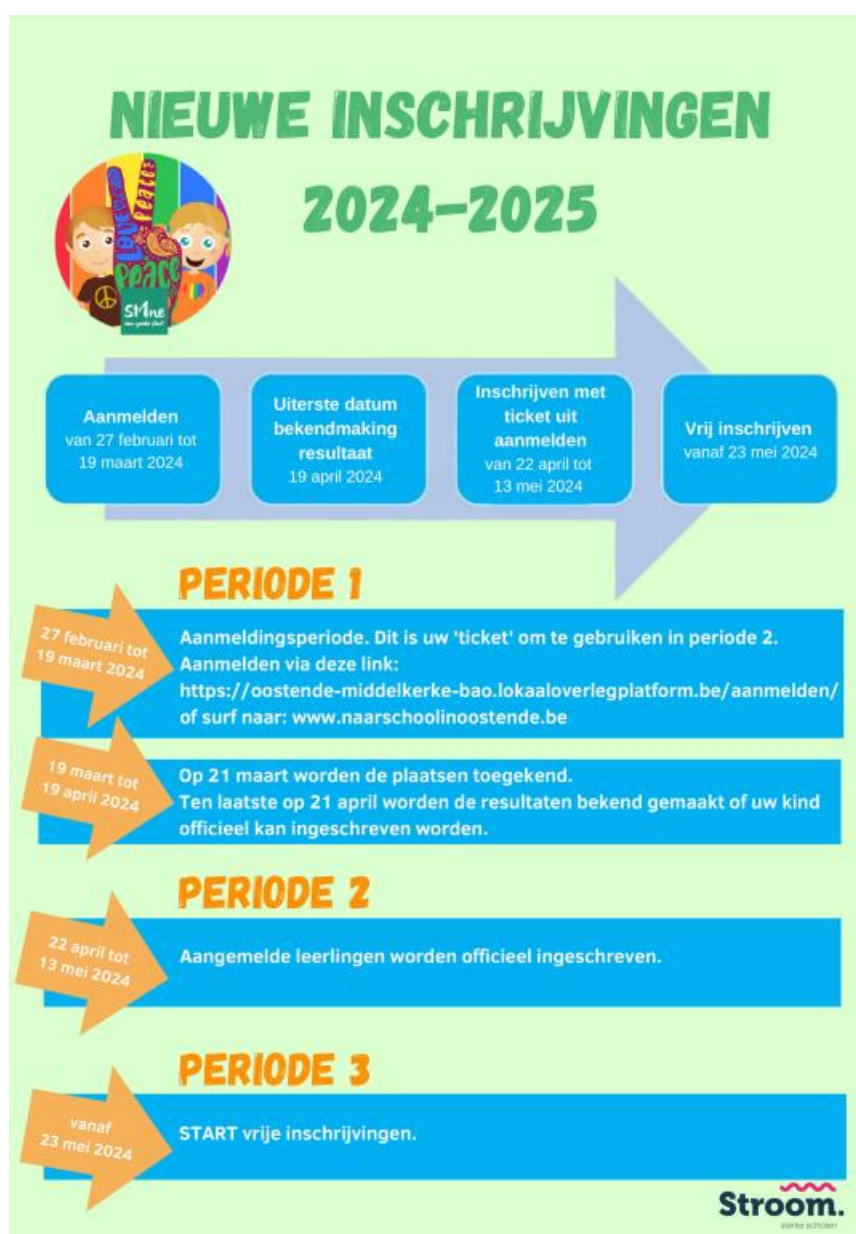 NIEUWE INSCHRIJVINGEN
2024-2025
LOVE
Peace
Peace
St1ne
een goede start
Aanmelden
van 27 februari tot
19 maart 2024
Uiterste datum
bekendmaking
resultaat
19 april 2024
Inschrijven met
ticket uit
aanmelden
van 22 april tot
13 mei 2024
Vrij inschrijven
vanaf 23 mei 2024
PERIODE 1
27 februari tot
19 maart 2024
Aanmeldingsperiode. Dit is uw 'ticket' om te gebruiken in periode 2.
Aanmelden via deze link:
https://oostende-middelkerke-bao.lokaaloverlegplatform.be/aanmelden/
of surf naar: www.naarschoolinoostende.be
19 maart tot
19 april 2024
Op 21 maart worden de plaatsen toegekend.
Ten laatste op 21 april worden de resultaten bekend gemaakt of uw kind
officieel kan ingeschreven worden.
PERIODE 2
22 april tot
13 mei 2024
Aangemelde leerlingen worden officieel ingeschreven.
PERIODE 3
vanaf
23 mei 2024
START vrije inschrijvingen.
Stroom.
sterke scholen